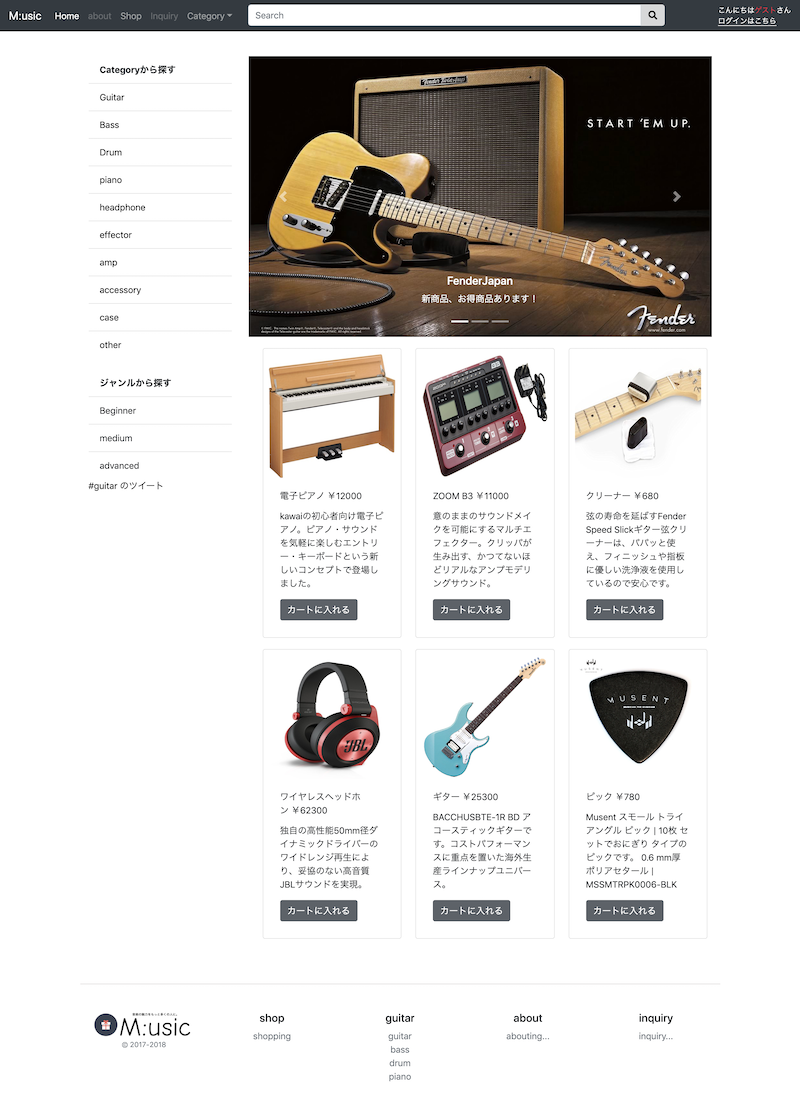 M:usic Home about Shop Inquiry Category Search
こんにちはゲストさん
ログインはこちら
Categoryから探す
Guitar
Bass
Drum
piano
headphone
effector
amp
accessory
case
other
ジャンルから探す
Beginner
medium
advanced
#guitar のツイート
START 'EM UP.
FenderJapan
新商品、お得商品あります！
Fender
www.fender.com
電子ピアノ ￥12000
kawaiの初心者向け電子ピ
アノ。ピアノ・サウンド
を気軽に楽しむエントリ
ー・キーボードという新
しいコンセプトで登場し
ました。
カートに入れる
ZOOM B3 ￥11000
意のままのサウンドメイ
クを可能にするマルチエ
フェクター。クリッパが
生み出す、かつてないほ
どリアルなアンプモデリ
ングサウンド。
カートに入れる
クリーナー ￥680
弦の寿命を延ばすFender
Speed Slickギター弦クリ
ーナーは、パパッと使
え、フィニッシュや指板
に優しい洗浄液を使用し
ているので安心です。
カートに入れる
JBL
ワイヤレスヘッドホ
ン ￥62300
独自の高性能50mm径ダ
イナミックドライバーの
ワイドレンジ再生によ
り、妥協のない高音質
JBLサウンドを実現。
カートに入れる
ギター ￥25300
BACCHUSBTE-1R BD ア
コースティックギターで
す。コストパフォーマン
スに重点を置いた海外生
産ラインナップユニバー
ス。
カートに入れる
MUSENT
ピック ￥780
Musent スモール トライ
アングル ピック | 10枚 セ
ットでおにぎり タイプの
ピックです。 0.6 mm厚
ポリアセタール |
MSSMTRPK0006-BLK
カートに入れる
M:usic
© 2017-2018
shop
shopping
guitar
guitar
bass
drum
piano
about
abouting...
inquiry
inquiry...